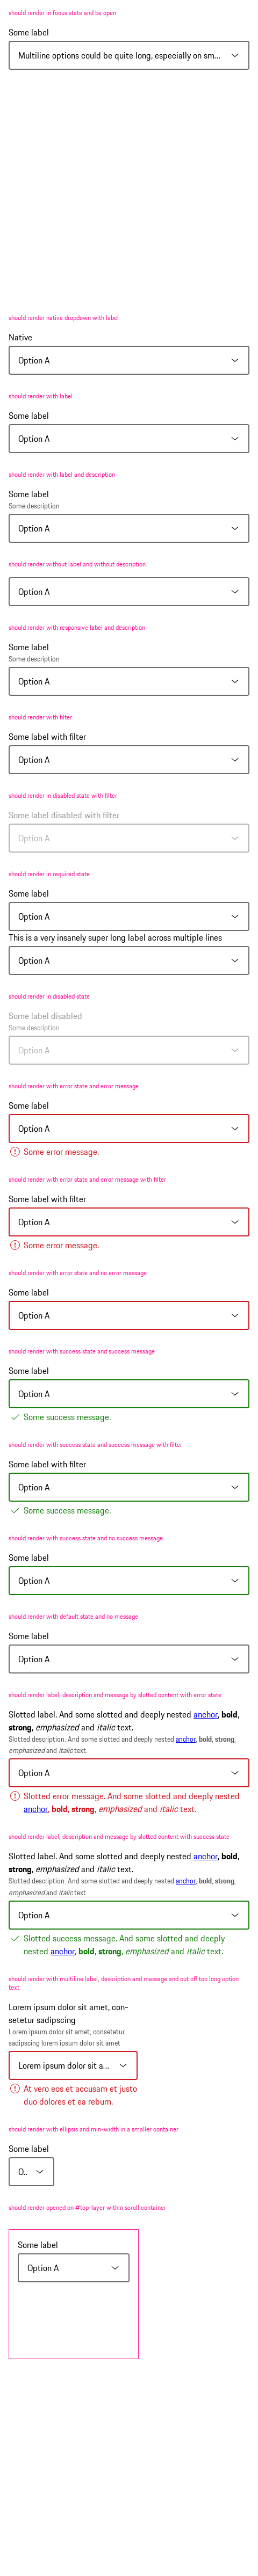 should render in focus state and be open
Some label
Multiline options could be quite long, especially on sm...
should render native dropdown with label
Native
Option A
should render with label
Some label
Option A
should render with label and description
Some label
Some description
Option A
should render without label and without description
Option A
should render with responsive label and description
Some label
Some description
Option A
should render with filter
Some label with filter
Option A
should render in disabled state with filter
Some label disabled with filter
Option A
should render in required state
Some label
Option A
This is a very insanely super long label across multiple lines
Option A
should render in disabled state
Some label disabled
Some description
Option A
should render with error state and error message
Some label
Option A
Some error message.
should render with error state and error message with filter
Some label with filter
Option A
Some error message.
should render with error state and no error message
Some label
Option A
should render with success state and success message
Some label
Option A
Some success message.
should render with success state and success message with filter
Some label with filter
Option A
Some success message.
should render with success state and no success message
Some label
Option A
should render with default state and no message
Some label
Option A
should render label, description and message by slotted content with error state
Slotted label. And some slotted and deeply nested anchor, bold,
strong, emphasized and italic text.
Slotted description. And some slotted and deeply nested anchor, bold, strong,
emphasized and italic text.
Option A
Slotted error message. And some slotted and deeply nested
anchor, bold, strong, emphasized and italic text.
should render label, description and message by slotted content with success state
Slotted label. And some slotted and deeply nested anchor, bold,
strong, emphasized and italic text.
Slotted description. And some slotted and deeply nested anchor, bold, strong,
emphasized and italic text.
Option A
Slotted success message. And some slotted and deeply
nested anchor, bold, strong, emphasized and italic text.
should render with multiline label, description and message and cut off too long option
text
Lorem ipsum dolor sit amet, con-
setetur sadipscing
Lorem ipsum dolor sit amet, consetetur
sadipscing lorem ipsum dolor sit amet
Lorem ipsum dolor sit a...
At vero eos et accusam et justo
duo dolores et ea rebum.
should render with ellipsis and min-width in a smaller container
Some label
O..
should render opened on #top-layer within scroll container
Some label
Option A